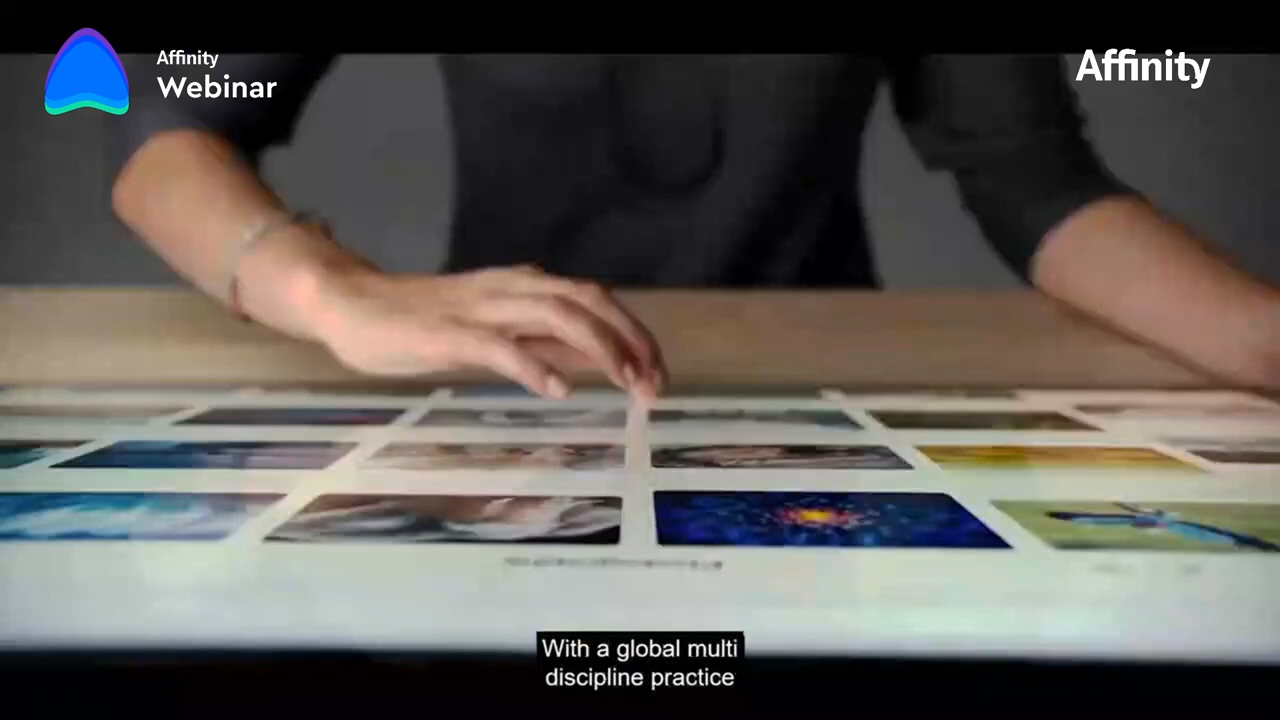 Affinity
Webinar
Affinity
With a global multi
discipline practice